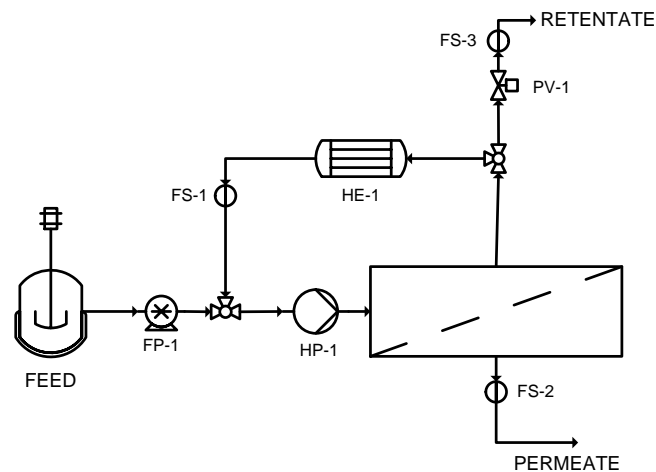 RETENTATE
FS-3
PV-1
FS-1
HE-1
FP-1
HP-1
FEED
FS-2
PERMEATE